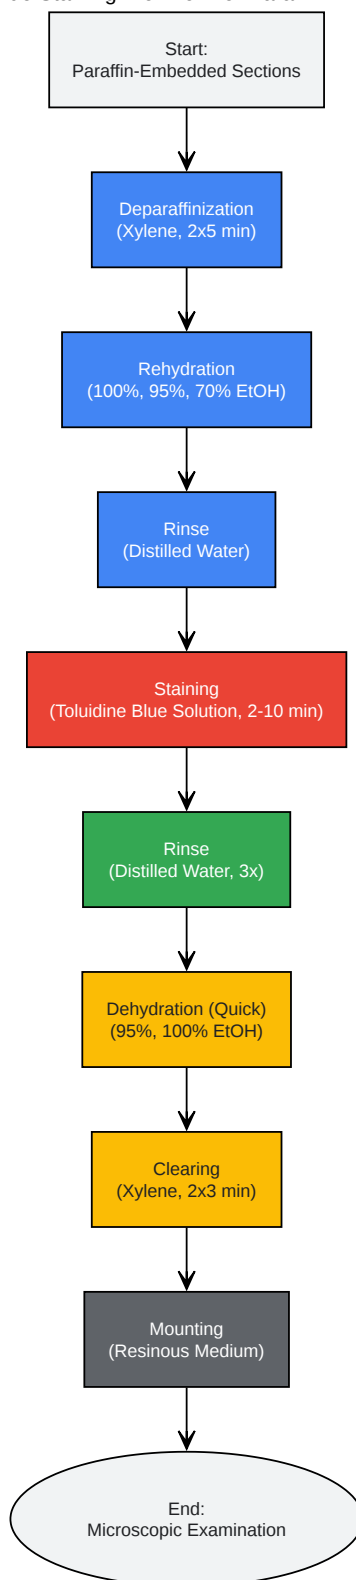 Start:
Paraffin-Embedded Sections
Deparaffinization
(Xylene, 2x5 min)
Rehydration
(100%, 95%, 70% EtOH)
Rinse
(Distilled Water)
Staining
(Toluidine Blue Solution, 2-10 min)
Rinse
(Distilled Water, 3x)
Dehydration (Quick)
(95%, 100% EtOH)
Clearing
(Xylene, 2x3 min)
Mounting
(Resinous Medium)
End:
Microscopic Examination